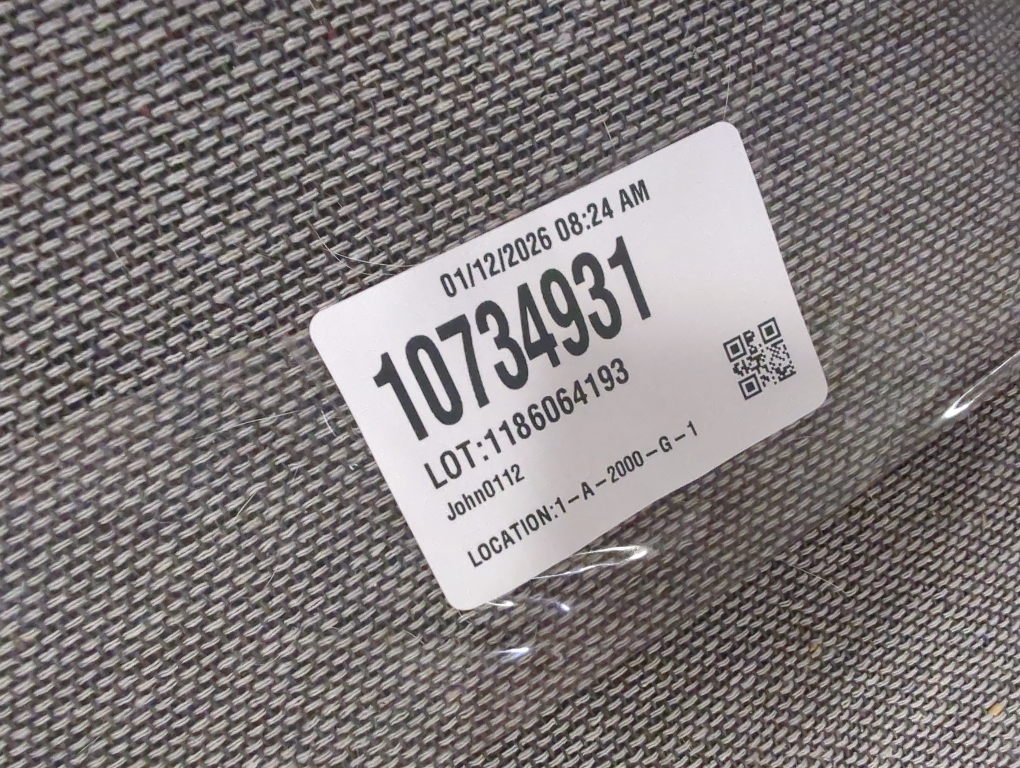 01/12/2026 08:24 AM
10734931
LOT:1186064193
John0112
LOCATION:1-A-2000-G-1